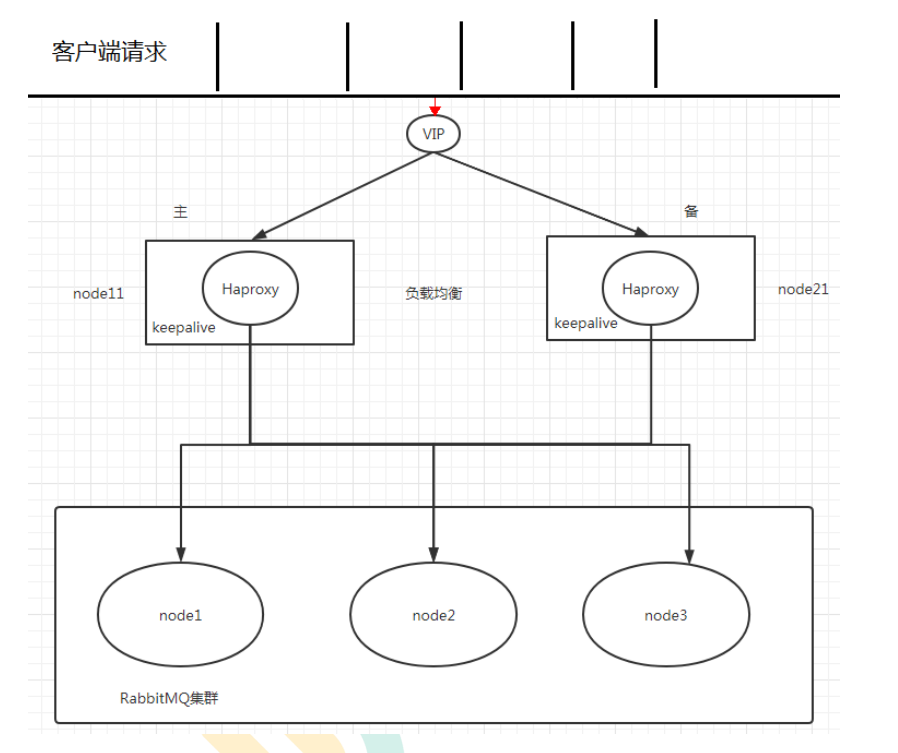 客户端请求
VIP
主
备
Haproxy
Haproxy
node11
负载均衡
node21
keepalive
keepalive
node1
node2
node3
RabbitMQ集群